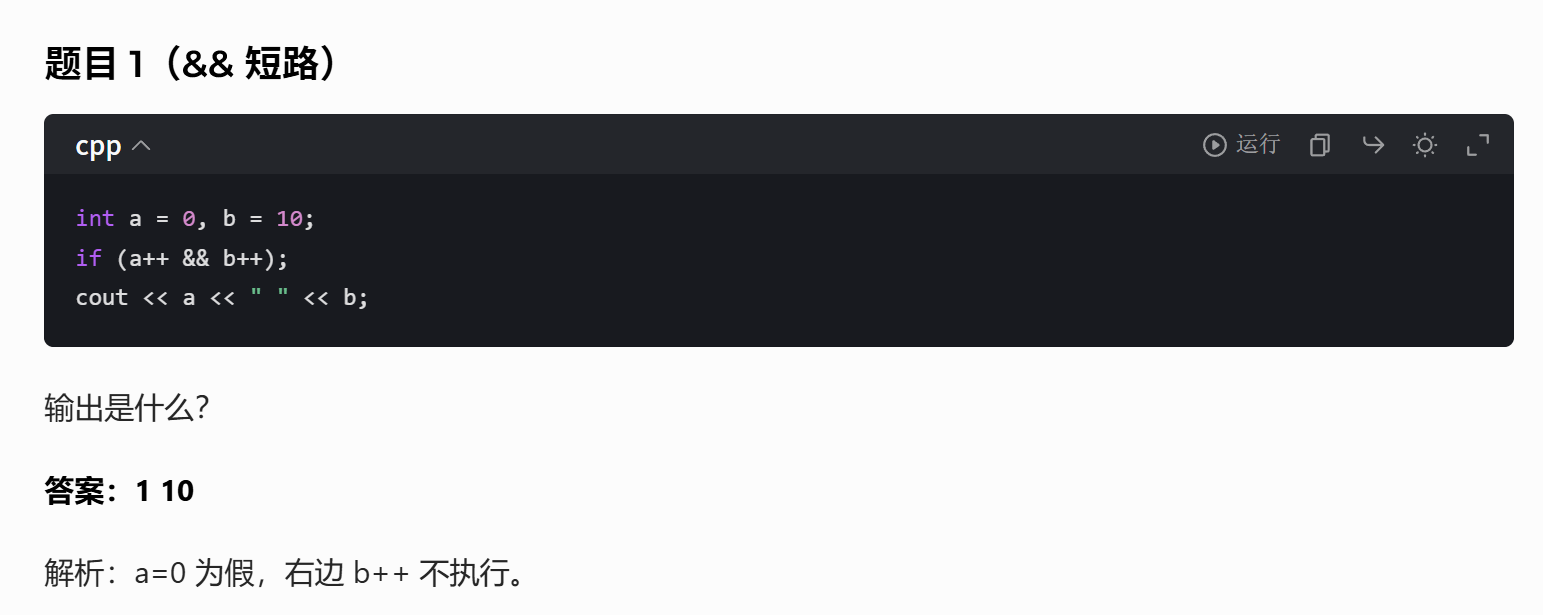 题目 1（&& 短路）
cpp
运行
int a = 0, b = 10;
if (a++ && b++);
cout << a << " " << b;
输出是什么？
答案：1 10
解析：a=0 为假，右边 b++ 不执行。